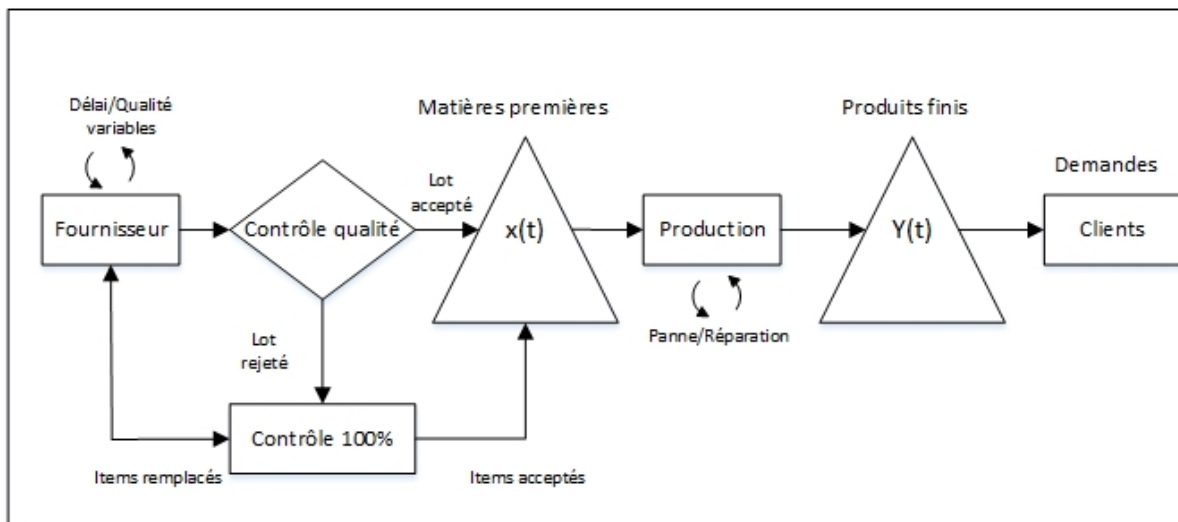 Délai/Qualité
variables
Matières premières
Produits finis
Demandes
Fournisseur
Contrôle qualité
Lot
accepté
x(t)
Production
Y(t)
Clients
Panne/Réparation
Lot
rejeté
Contrôle 100%
Items remplacés
Items acceptés